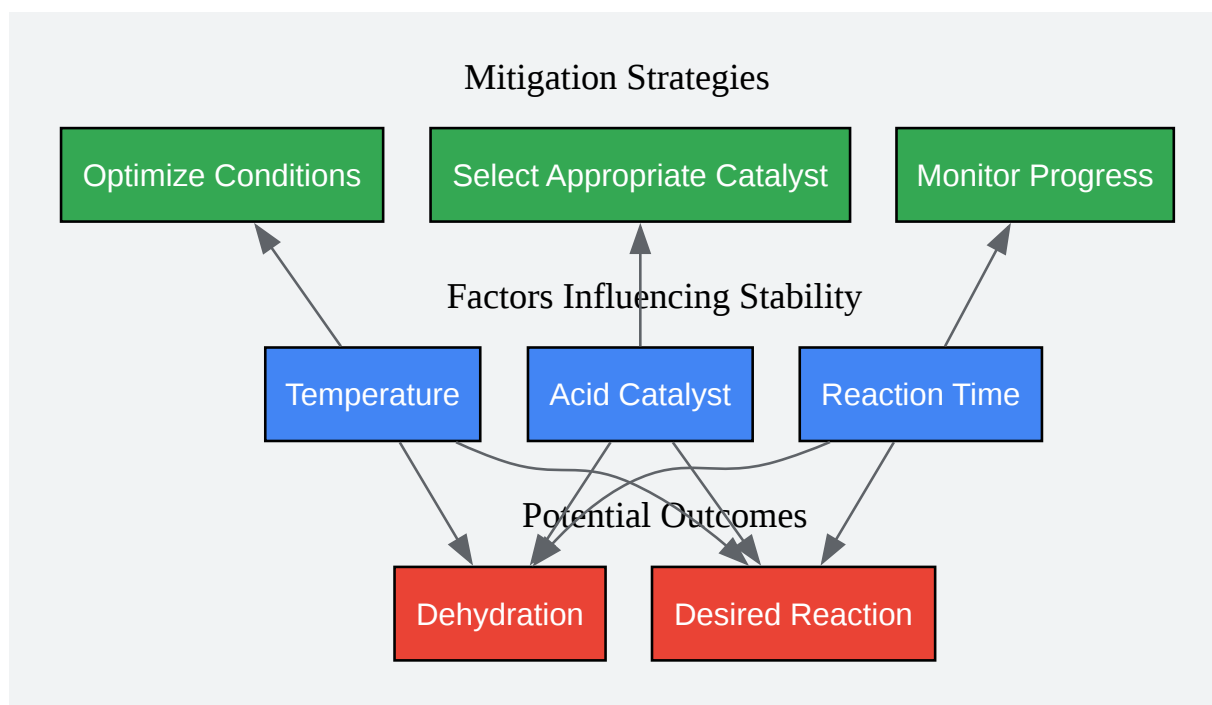 Mitigation Strategies
Optimize Conditions
Select Appropriate Catalyst
Monitor Progress
Factors Influencing Stability
Temperature
Acid Catalyst
Reaction Time
Potential Outcomes
Dehydration
Desired Reaction